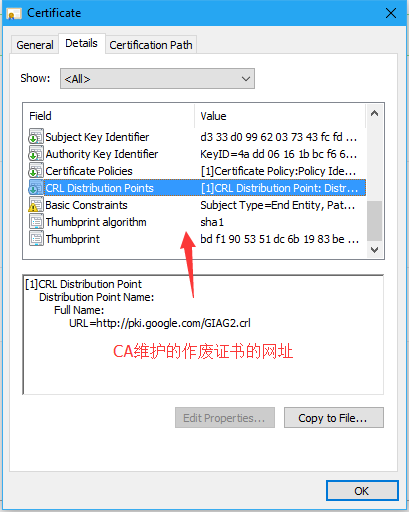 Certificate
General Details Certification Path
Show: <All>
Field Value
Subject Key Identifier d3 33 d0 99 62 03 73 43 fc fd ...
Authority Key Identifier KeyID=4a dd 06 16 1b bc f6 6...
Certificate Policies [1]Certificate Policy:Policy Ide...
CRL Distribution Points [1]CRL Distribution Point: Distr...
Basic Constraints Subject Type=End Entity, Pat...
Thumbprint algorithm sha1
Thumbprint bd f1 90 53 51 dc 6b 19 83 be ...
[1]CRL Distribution Point
Distribution Point Name:
Full Name:
URL=http://pki.google.com/GIAG2.crl
CA维护的作废证书的网址
Edit Properties... Copy to File...
OK